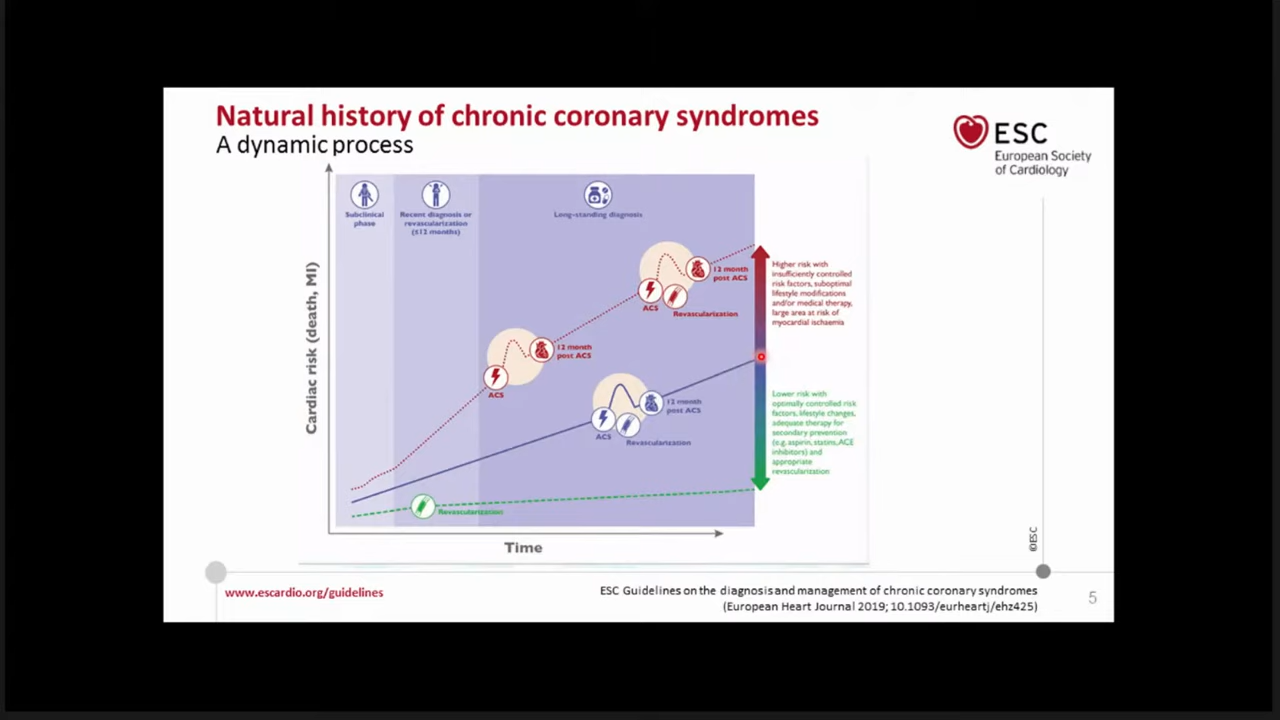 Natural history of chronic coronary syndromes
A dynamic process
ESC
European Society
of Cardiology
Subclinical
phase
Recent diagnosis or
revascularization
(≤12 months)
Long-standing diagnosis
Cardiac risk (death, MI)
12 month
post ACS
ACS
Revascularization
12 month
post ACS
ACS
12 month
post ACS
ACS
Revascularization
Revascularization
Higher risk with
insufficiently controlled
risk factors, suboptimal
lifestyle modifications
and/or medical therapy,
large area at risk of
myocardial ischaemia
Lower risk with
optimally controlled risk
factors, lifestyle changes,
adequate therapy for
secondary prevention
(e.g. aspirin, statins, ACE
inhibitors) and
appropriate
revascularization
Time
©ESC
www.escardio.org/guidelines
ESC Guidelines on the diagnosis and management of chronic coronary syndromes
(European Heart Journal 2019; 10.1093/eurheartj/ehz425)
5